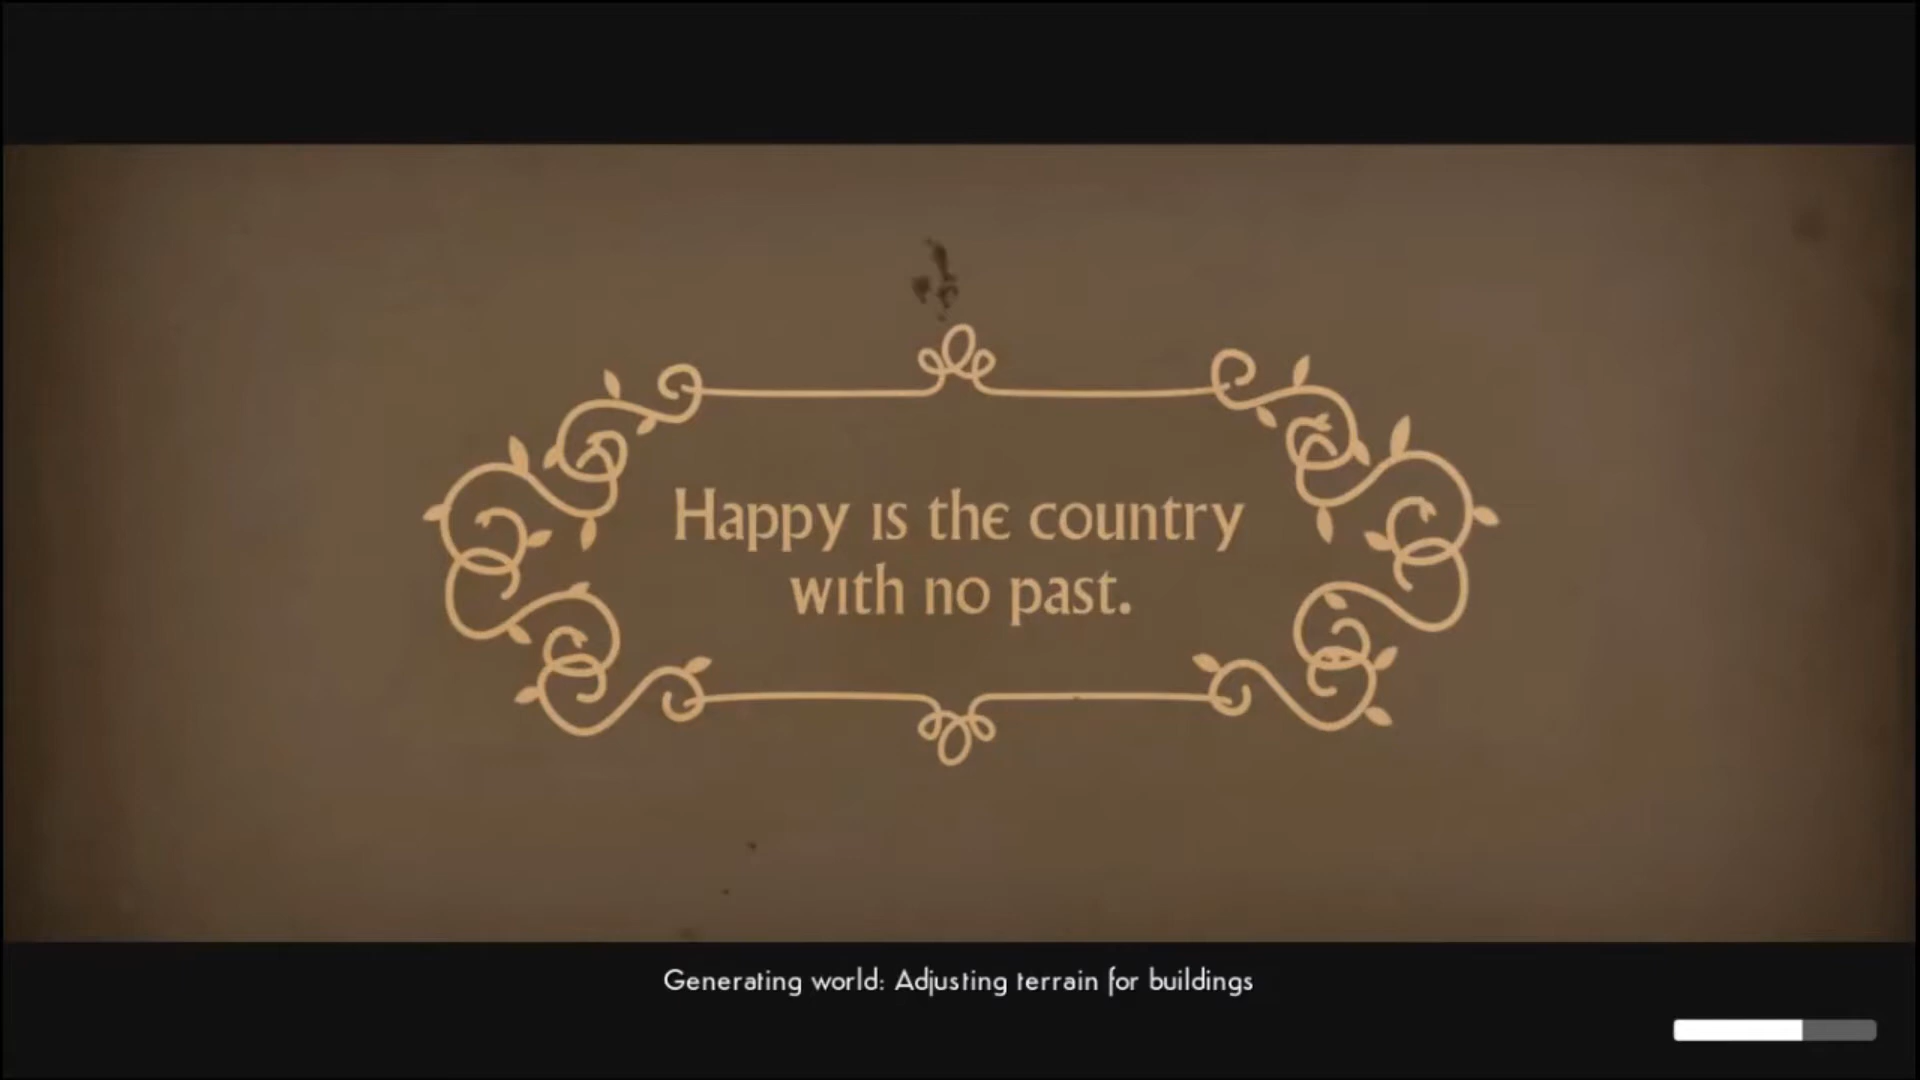 Happy is the country
with no past.
Generating world: Adjusting terrain for buildings